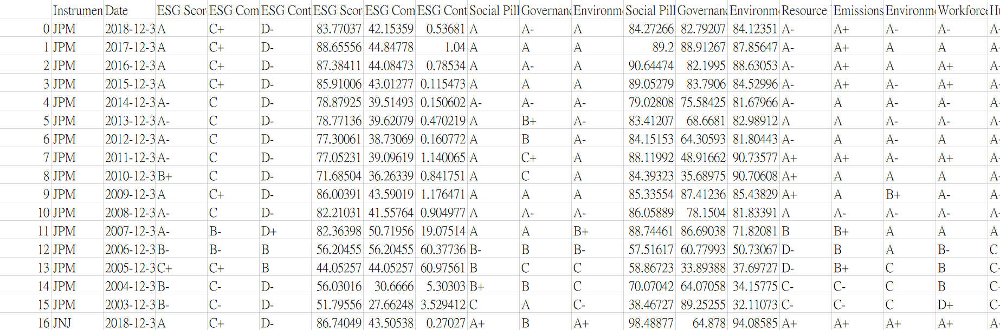 Instrumen Date ESG Scor ESG Com ESG Cont ESG Scor ESG Com ESG Cont Social Pill Governanc Environme Social Pill Governanc Environme Resource Emissions Environme Workforce Hu
0 JPM 2018-12-3 A C+ D- 83.77037 42.15359 0.53681 A A- A 84.27266 82.79207 84.12351 A- A+ A- A- A-
1 JPM 2017-12-3 A C+ D- 88.65556 44.84778 1.04 A A A 89.2 88.91267 87.85647 A- A+ A A A-
2 JPM 2016-12-3 A C+ D- 87.38411 44.08473 0.78534 A A- A 90.64474 82.1995 88.63053 A- A+ A A+ A-
3 JPM 2015-12-3 A C+ D- 85.91006 43.01277 0.115473 A A A 89.05279 83.7906 84.52996 A- A+ A- A+ A-
4 JPM 2014-12-3 A- C D- 78.87925 39.51493 0.150602 A- A- A- 79.02808 75.58425 81.67966 A- A A- A- A-
5 JPM 2013-12-3 A- C D- 78.77136 39.62079 0.470219 A B+ A- 83.41207 68.6681 82.98912 A A A A- A-
6 JPM 2012-12-3 A- C D- 77.30061 38.73069 0.160772 A B A- 84.15153 64.30593 81.80443 A- A A- A A-
7 JPM 2011-12-3 A- C D- 77.05231 39.09619 1.140065 A C+ A 88.11992 48.91662 90.73577 A+ A+ A- A+ A-
8 JPM 2010-12-3 B+ C D- 71.68504 36.26339 0.841751 A C A 84.39323 35.68975 90.70608 A+ A A A A-
9 JPM 2009-12-3 A C+ D- 86.00391 43.59019 1.176471 A A A 85.33554 87.41236 85.43829 A+ A B+ A- A-
10 JPM 2008-12-3 A- C D- 82.21031 41.55764 0.904977 A A- A- 86.05889 78.1504 81.83391 A A- A- A- A-
11 JPM 2007-12-3 A- B- D+ 82.36398 50.71956 19.07514 A A B+ 88.74461 86.69038 71.82081 B B+ A A A
12 JPM 2006-12-3 B- B- B 56.20455 56.20455 60.37736 B- B B- 57.51617 60.77993 50.73067 D- B A B- C
13 JPM 2005-12-3 C+ C+ B 44.05257 44.05257 60.97561 B C C 58.86723 33.89388 37.69727 D- B+ C B C-
14 JPM 2004-12-3 B- C- D- 56.03016 30.6666 5.30303 B+ B C 70.07042 64.07058 34.15775 C- C- C B C-
15 JPM 2003-12-3 B- C- D- 51.79556 27.66248 3.529412 C A C- 38.46727 89.25255 32.11073 C- C- C D+ C-
16 JNJ 2018-12-3 A C+ D- 86.74049 43.50538 0.27027 A+ B A+ 98.48877 64.878 94.08585 A+ A+ A+ A+ A-